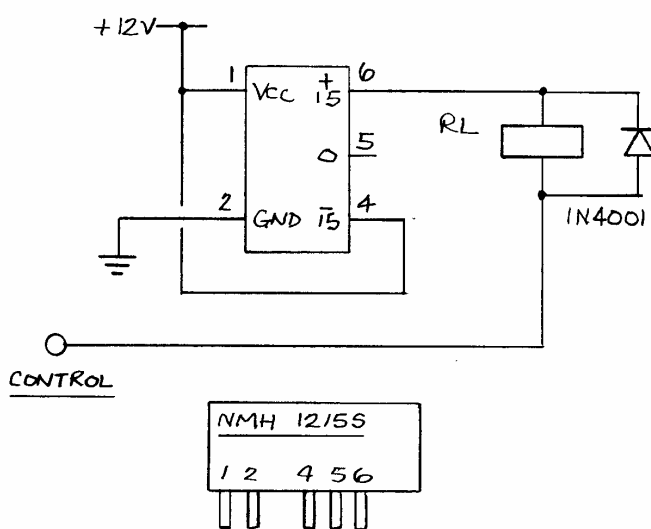 +12V
1 VCC +15 6
0 5
2 GND -15 4
RL
1N4001
CONTROL
NMH 1215S
1 2 4 5 6